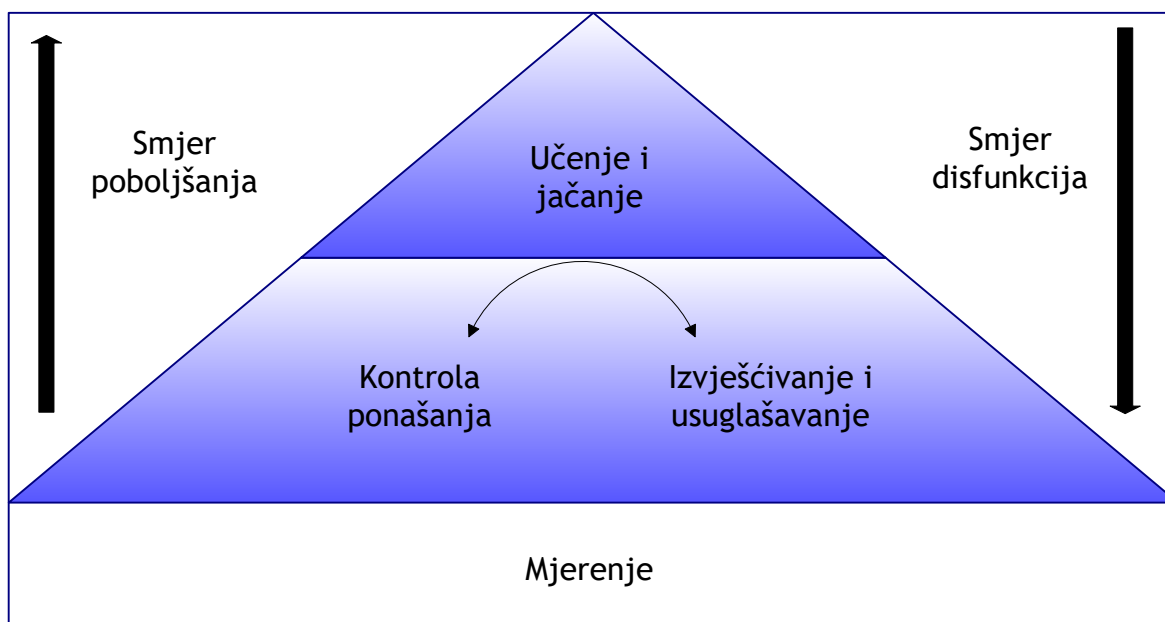 Smjer
poboljšanja
Učenje i
jačanje
Smjer
disfunkcija
Kontrola
ponašanja
Izvješćivanje i
usuglašavanje
Mjerenje